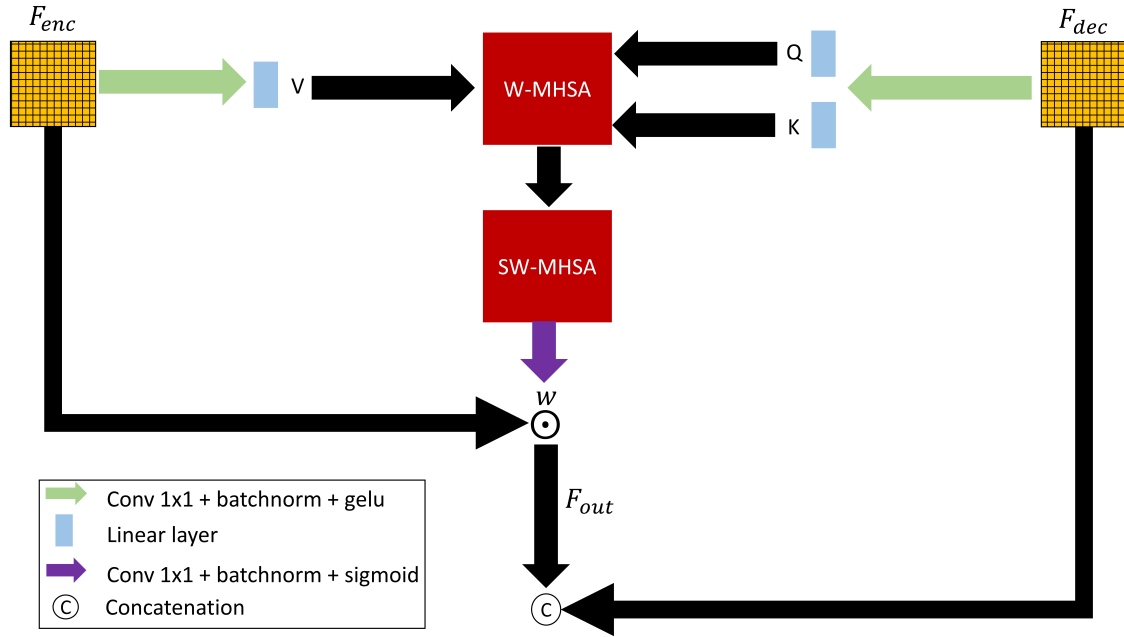 F_enc
F_dec
V
W-MHSA
Q
K
SW-MHSA
w
F_out
Conv 1x1 + batchnorm + gelu
Linear layer
Conv 1x1 + batchnorm + sigmoid
C Concatenation
C